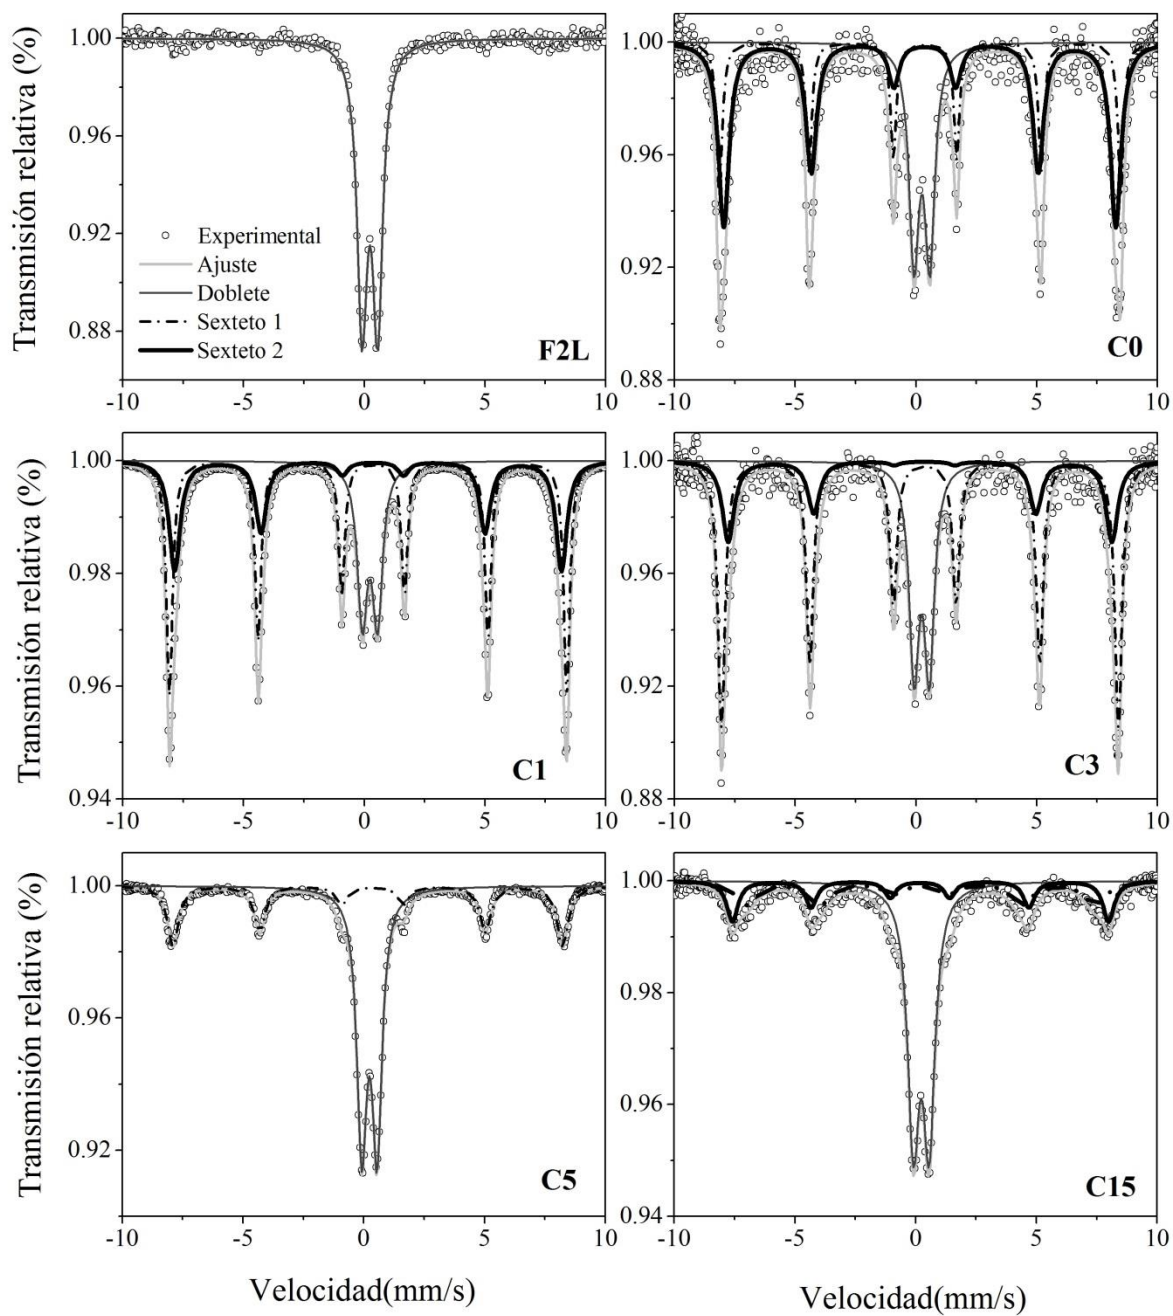 Transmisión relativa (%)
1.00
0.96
0.92
0.88
Experimental
Ajuste
Doblete
Sexteto 1
Sexteto 2
F2L
-10 -5 0 5 10
1.00
0.96
0.92
0.88
C0
-10 -5 0 5 10
Transmisión relativa (%)
1.00
0.98
0.96
0.94
C1
-10 -5 0 5 10
1.00
0.96
0.92
0.88
C3
-10 -5 0 5 10
Transmisión relativa (%)
1.00
0.96
0.92
C5
-10 -5 0 5 10
Velocidad(mm/s)
1.00
0.98
0.96
0.94
C15
-10 -5 0 5 10
Velocidad(mm/s)